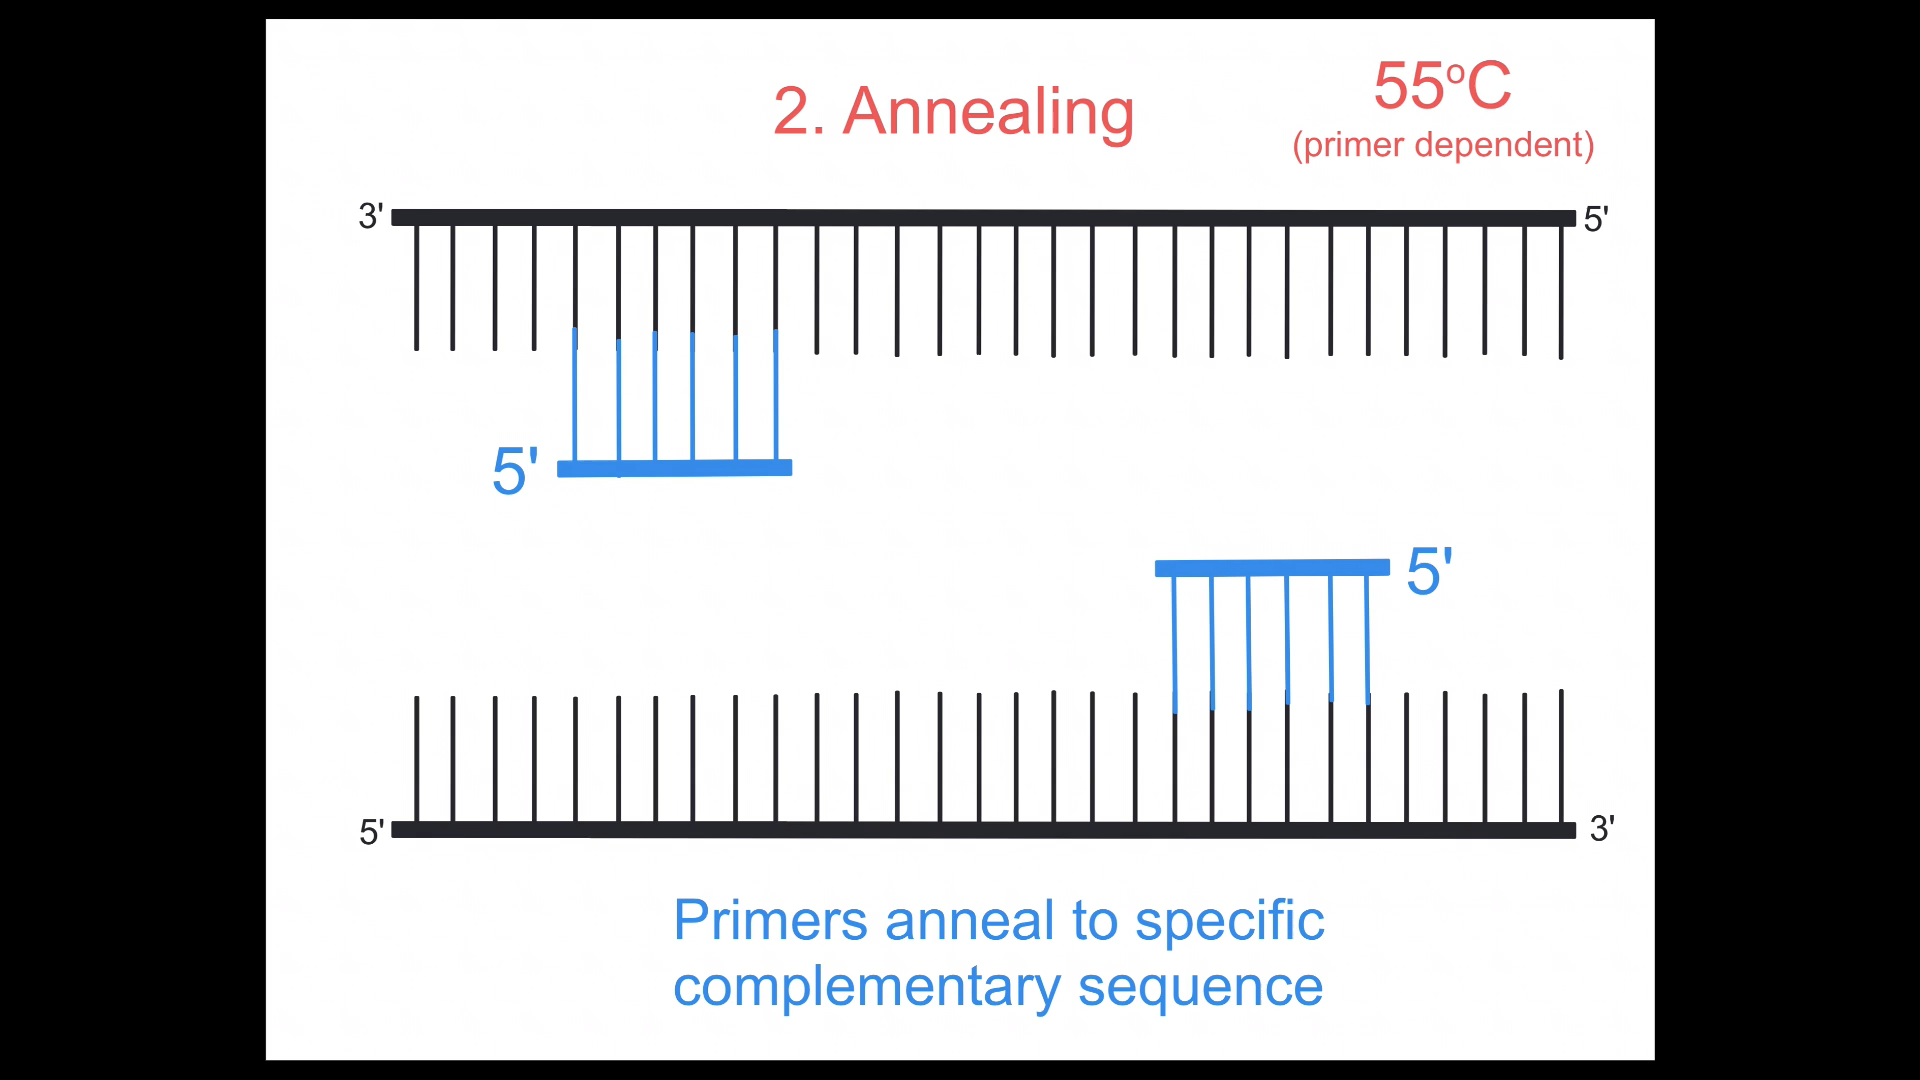 2. Annealing
55°C
(primer dependent)
3'
5'
5'
5'
5'
3'
Primers anneal to specific
complementary sequence